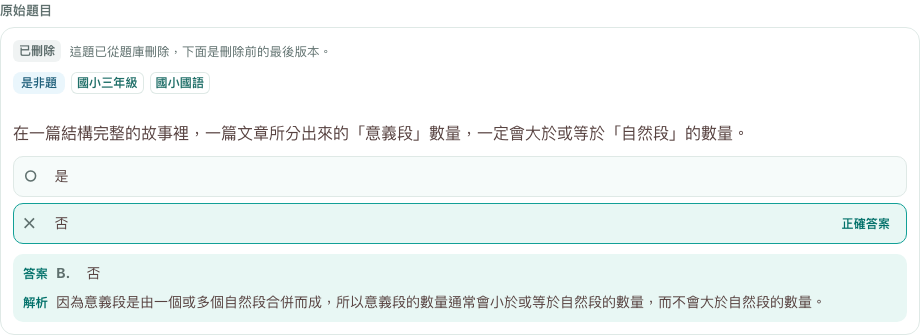 原始題目
已刪除 這題已從題庫刪除，下面是刪除前的最後版本。
是非題 國小三年級 國小國語
在一篇結構完整的故事裡，一篇文章所分出來的「意義段」數量，一定會大於或等於「自然段」的數量。
是
否 正確答案
答案 B. 否
解析 因為意義段是由一個或多個自然段合併而成，所以意義段的數量通常會小於或等於自然段的數量，而不會大於自然段的數量。